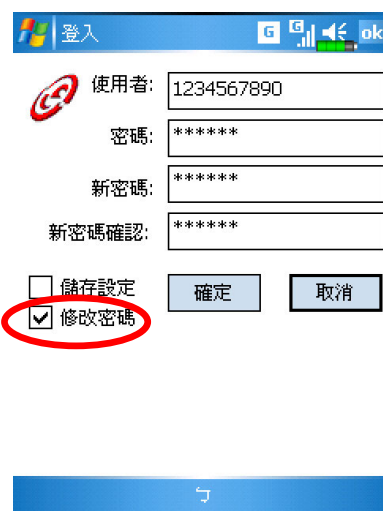 登入
G
G
ok
使用者:
1234567890
密碼:
******
新密碼:
******
新密碼確認:
******
儲存設定
確定
取消
修改密碼
ㄅ